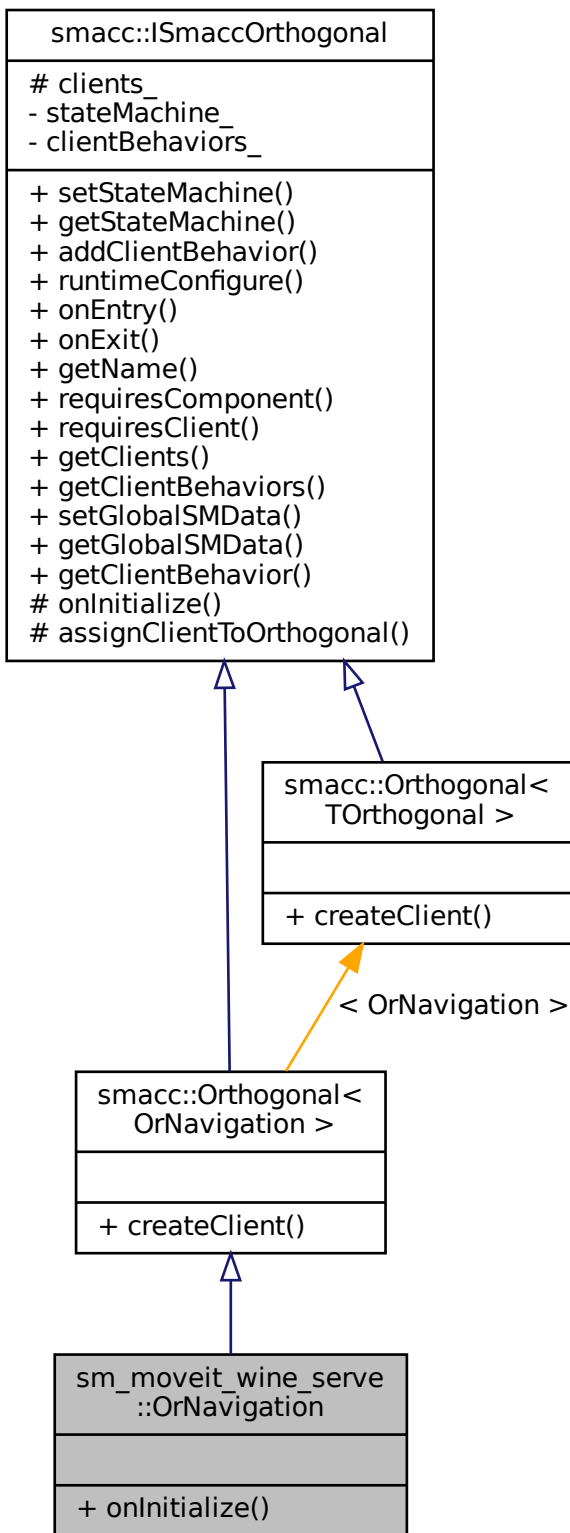 smacc::ISmaccOrthogonal
# clients_
- stateMachine_
- clientBehaviors_
+ setStateMachine()
+ getStateMachine()
+ addClientBehavior()
+ runtimeConfigure()
+ onEntry()
+ onExit()
+ getName()
+ requiresComponent()
+ requiresClient()
+ getClients()
+ getClientBehaviors()
+ setGlobalSMData()
+ getGlobalSMData()
+ getClientBehavior()
# onInitialize()
# assignClientToOrthogonal()
smacc::Orthogonal<
TOrthogonal >
+ createClient()
< OrNavigation >
smacc::Orthogonal<
OrNavigation >
+ createClient()
sm_moveit_wine_serve
::OrNavigation
+ onInitialize()